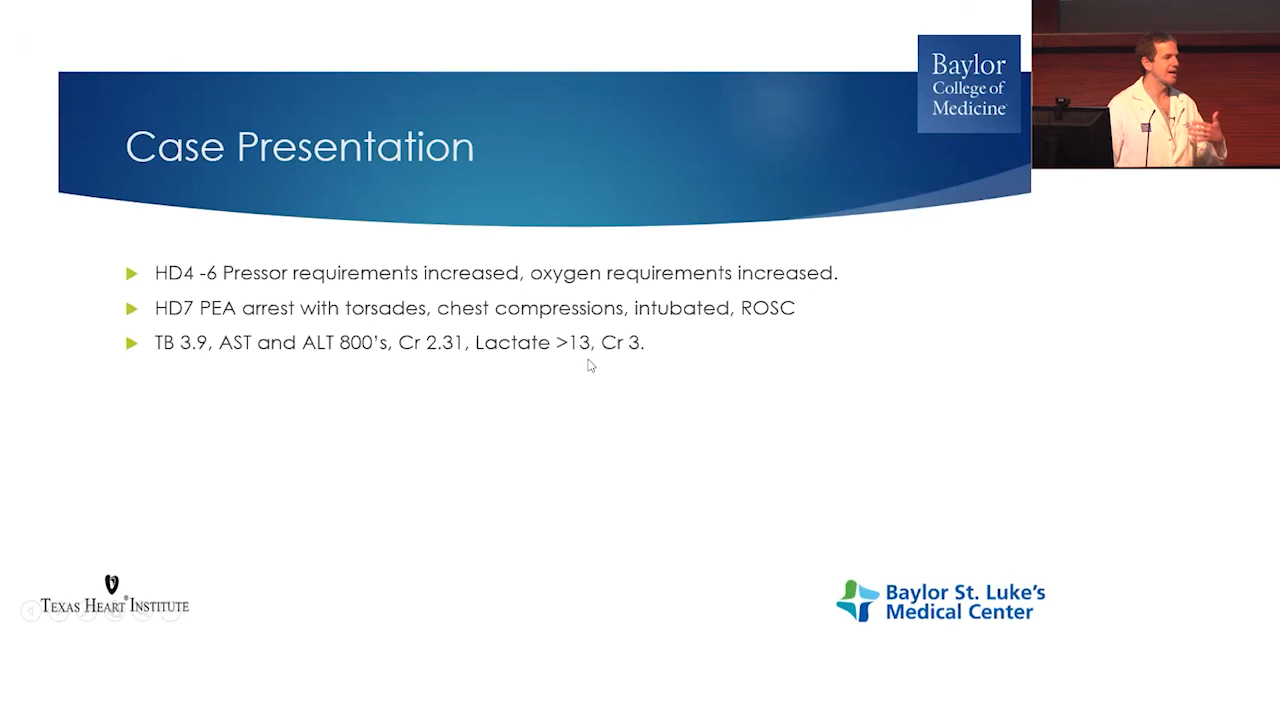 Baylor
College of
Medicine
Case Presentation
HD4 -6 Pressor requirements increased, oxygen requirements increased.
HD7 PEA arrest with torsades, chest compressions, intubated, ROSC
TB 3.9, AST and ALT 800's, Cr 2.31, Lactate >13, Cr 3.
TEXAS HEART® INSTITUTE
Baylor St. Luke's
Medical Center